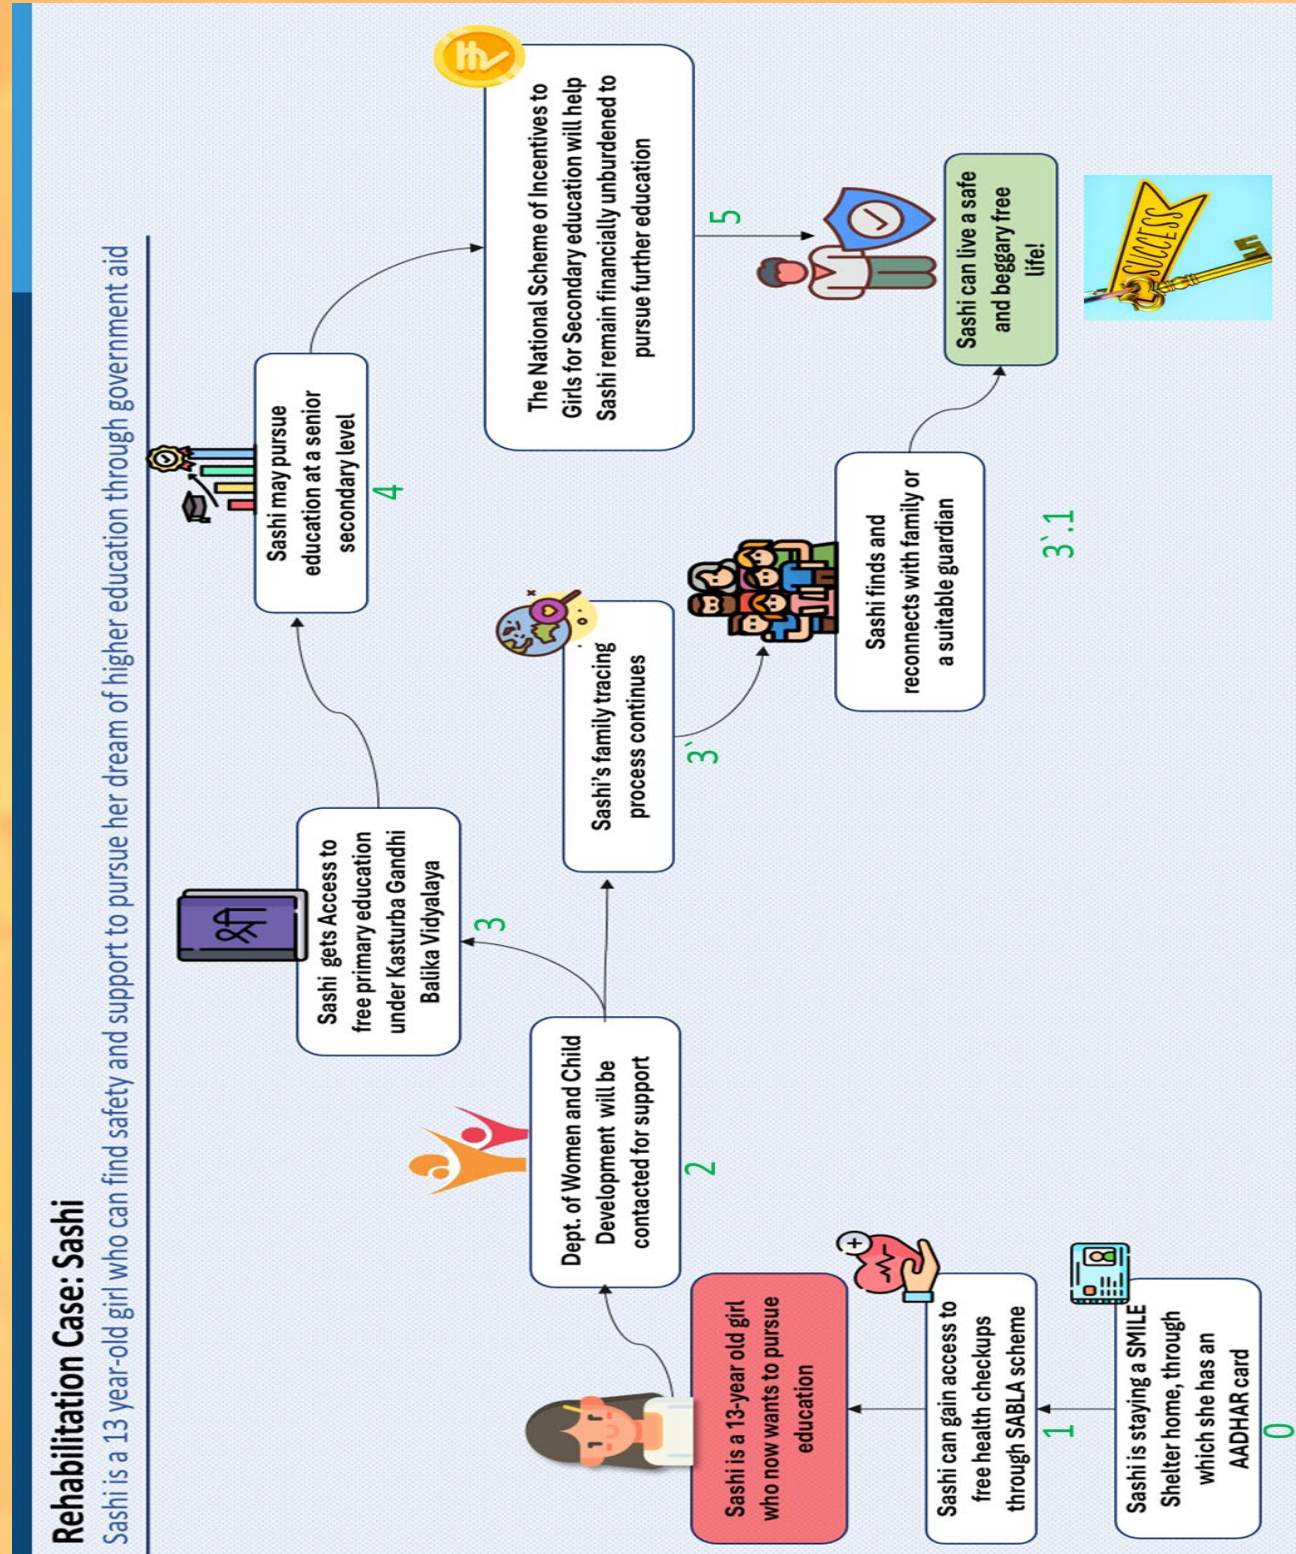 Rehabilitation Case: Sashi
Sashi is a 13 year-old girl who can find safety and support to pursue her dream of higher education through government aid
Sashi is staying a SMILE
Shelter home, through
which she has an
AADHAR card
0
Sashi can gain access to
free health checkups
through SABLA scheme
1
Sashi is a 13-year old girl
who now wants to pursue
education
Dept. of Women and Child
Development will be
contacted for support
2
श्री
Sashi gets Access to
free primary education
under Kasturba Gandhi
Balika Vidyalaya
3
Sashi's family tracing
process continues
3`
Sashi finds and
reconnects with family or
a suitable guardian
3`.1
Sashi may pursue
education at a senior
secondary level
4
The National Scheme of Incentives to
Girls for Secondary education will help
Sashi remain financially unburdened to
pursue further education
5
Sashi can live a safe
and beggary free
life!
SUCCESS